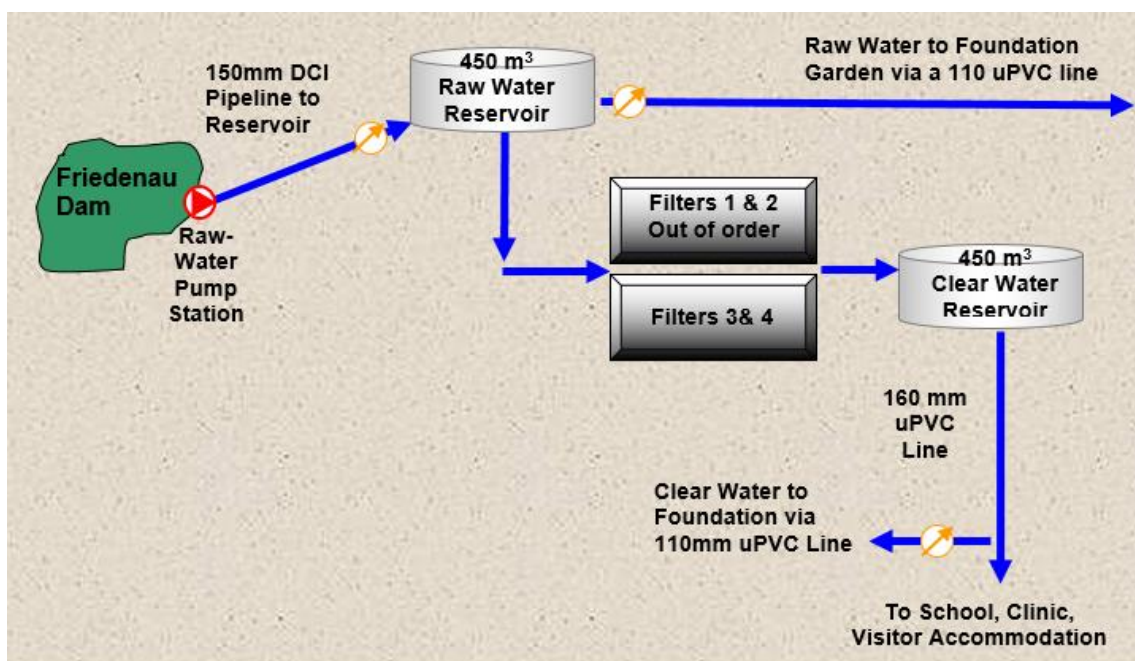 150mm DCI
Pipeline to
Reservoir
450 m³
Raw Water
Reservoir
Raw Water to Foundation
Garden via a 110 uPVC line
Friedenau
Dam
Raw-
Water
Pump
Station
Filters 1 & 2
Out of order
Filters 3& 4
450 m³
Clear Water
Reservoir
160 mm
uPVC
Line
Clear Water to
Foundation via
110mm uPVC Line
To School, Clinic,
Visitor Accommodation